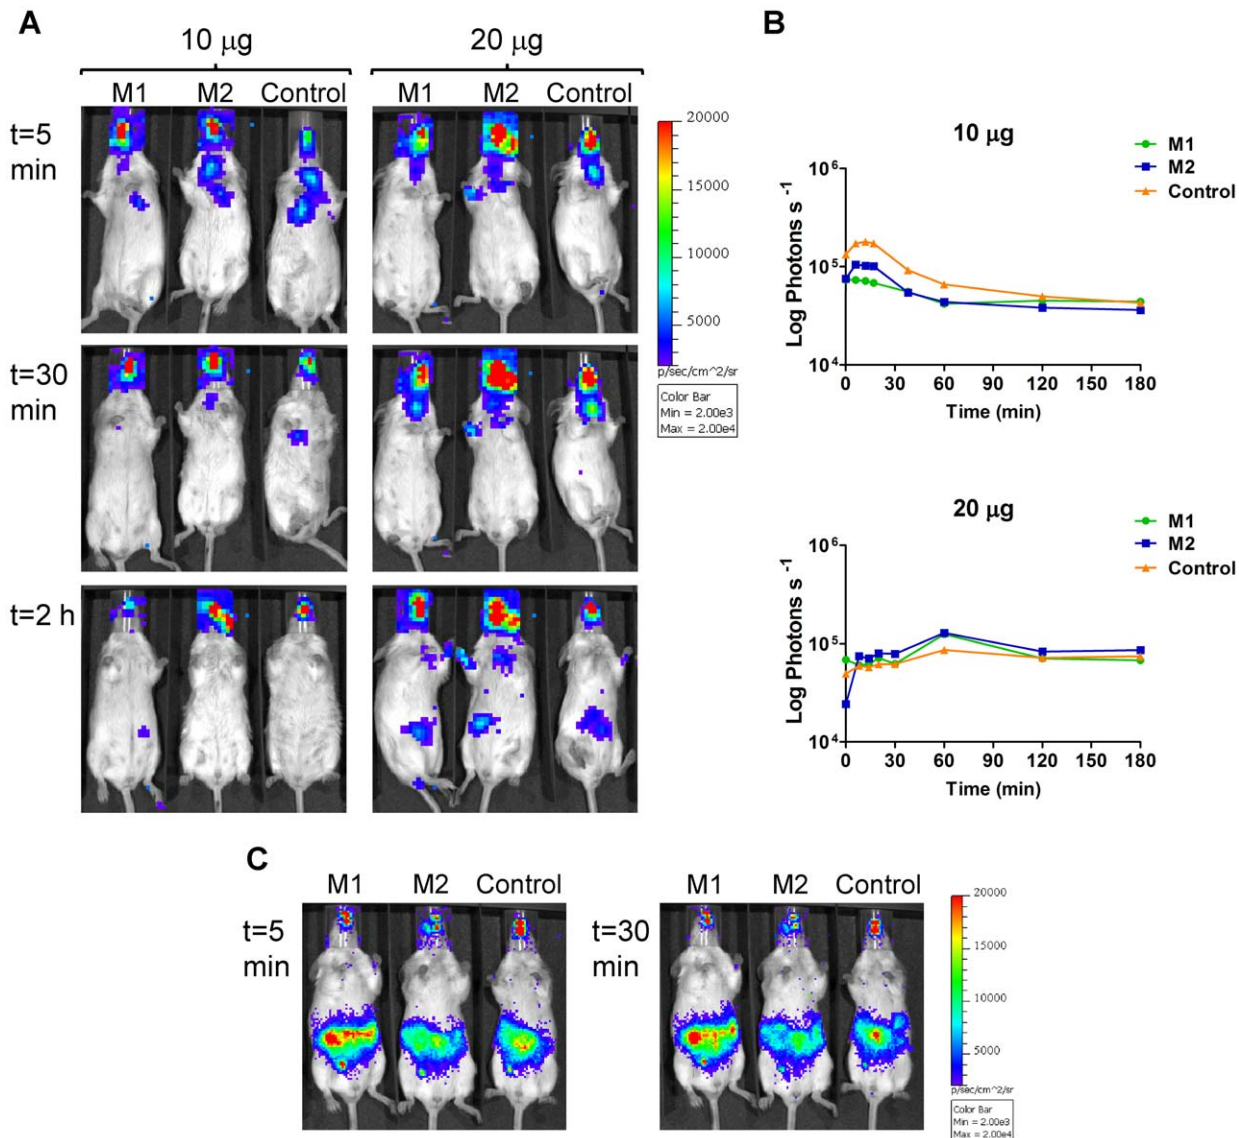 A
10 μg
20 μg
M1 M2 Control
M1 M2 Control
t=5
min
t=30
min
t=2 h
20000
15000
10000
5000
p/sec/cm^2/sr
Color Bar
Min = 2.00e3
Max = 2.00e4
B
10 μg
M1
M2
Control
Log Photons s -1
10^6
10^5
10^4
0 30 60 90 120 150 180
Time (min)
20 μg
M1
M2
Control
Log Photons s -1
10^6
10^5
10^4
0 30 60 90 120 150 180
Time (min)
C
M1 M2 Control
t=5
min
M1 M2 Control
t=30
min
20000
15000
10000
5000
p/sec/cm^2/sr
Color Bar
Min = 2.00e3
Max = 2.00e4